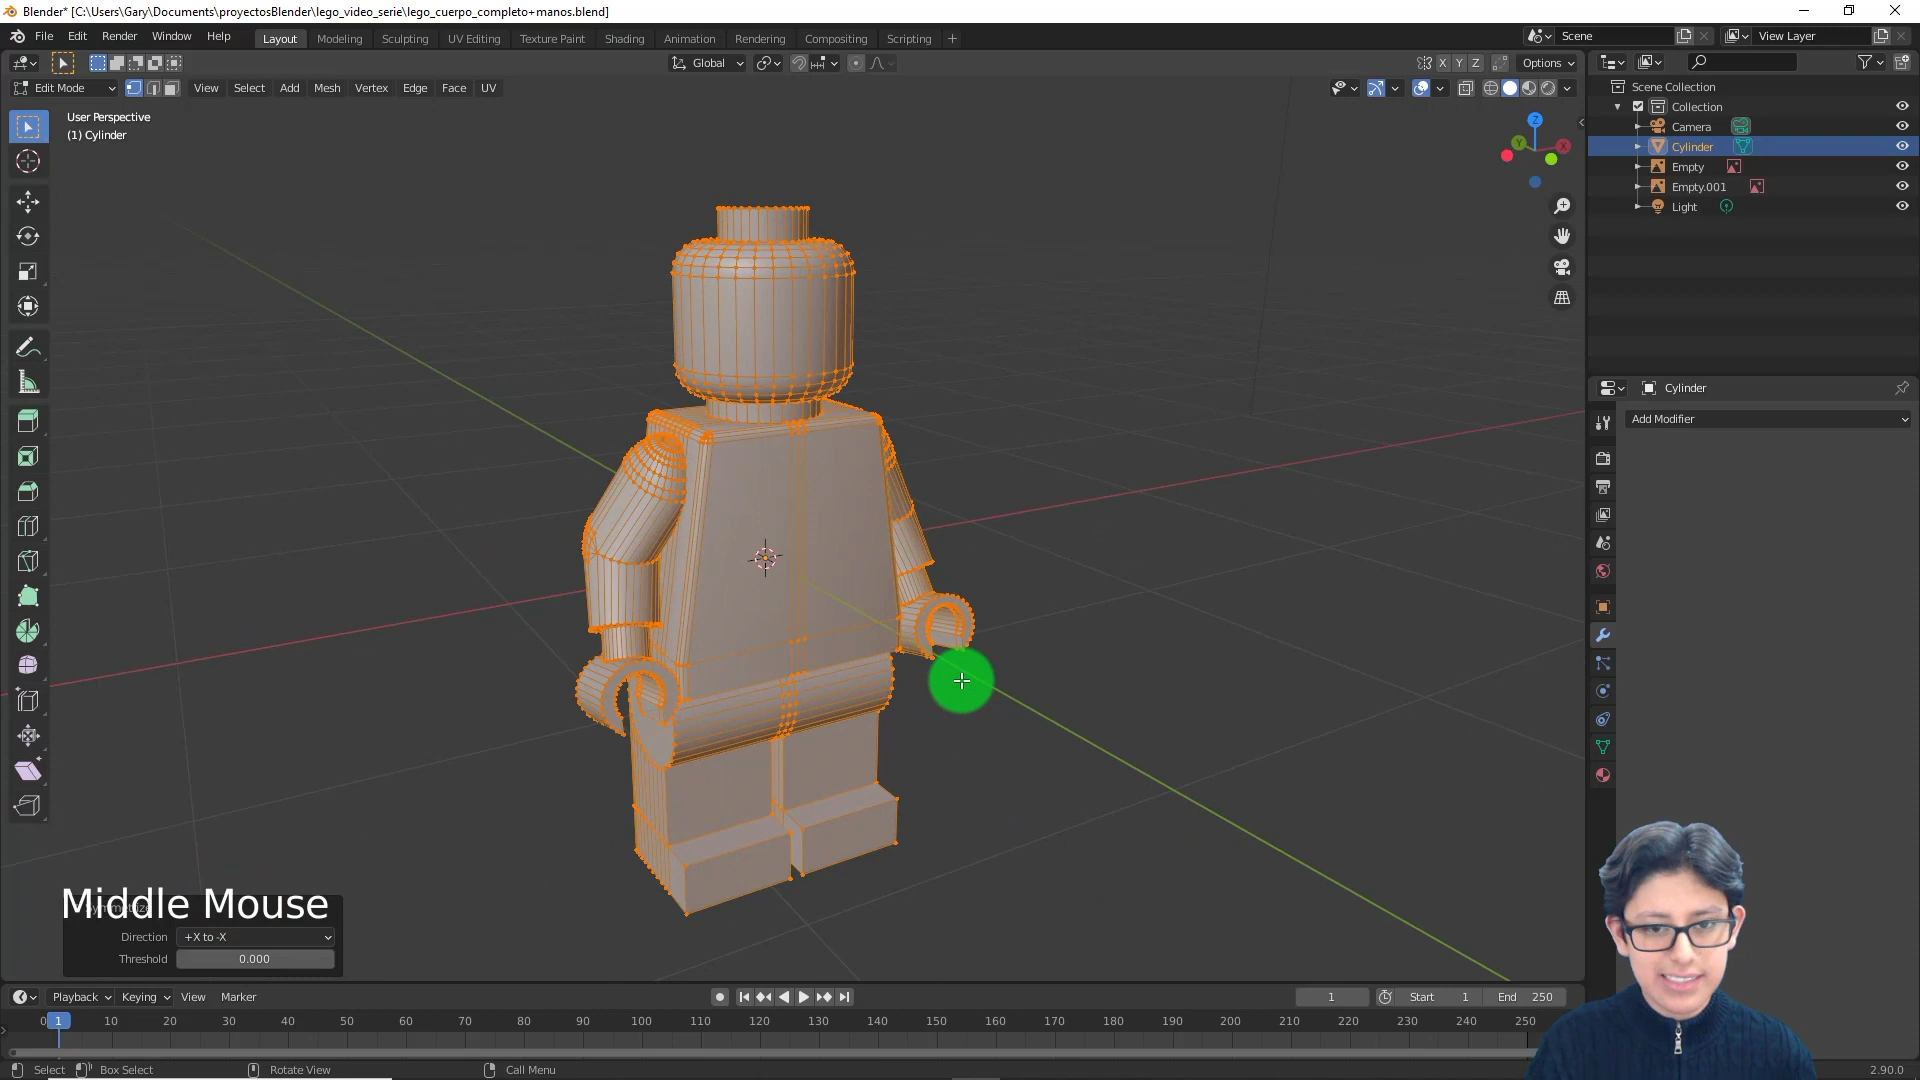 Blender* [C:\Users\Gary\Documents\proyectosBlender\lego_video_serie\lego_cuerpo_completo+manos.blend]
File Edit Render Window Help Layout Modeling Sculpting UV Editing Texture Paint Shading Animation Rendering Compositing Scripting + Scene View Layer
Global X Y Z Options
Edit Mode View Select Add Mesh Vertex Edge Face UV
User Perspective
(1) Cylinder
Z
Y
X
Scene Collection
Collection
Camera
Cylinder
Empty
Empty.001
Light
Cylinder
Add Modifier
Middle Mouse
Direction +X to -X
Threshold 0.000
Playback Keying View Marker 1 Start 1 End 250
0 1 10 20 30 40 50 60 70 80 90 100 110 120 130 140 150 160 170 180 190 200 210 220 230 240 250
Select Box Select Rotate View Call Menu 2.90.0